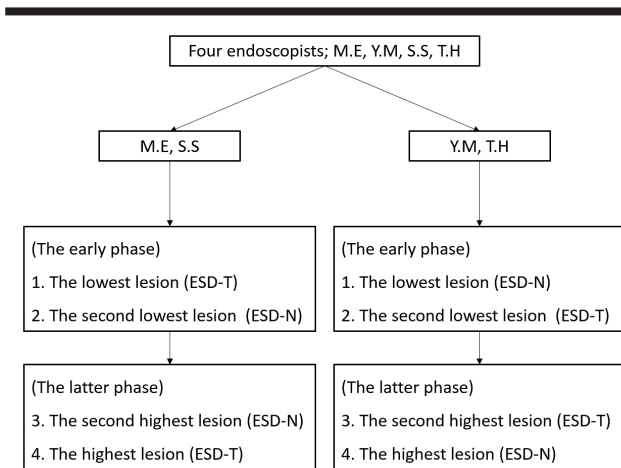 Four endoscopists; M.E, Y.M, S.S, T.H
M.E, S.S
Y.M, T.H
(The early phase)
1. The lowest lesion (ESD-T)
2. The second lowest lesion (ESD-N)
(The early phase)
1. The lowest lesion (ESD-N)
2. The second lowest lesion (ESD-T)
(The latter phase)
3. The second highest lesion (ESD-N)
4. The highest lesion (ESD-T)
(The latter phase)
3. The second highest lesion (ESD-T)
4. The highest lesion (ESD-N)